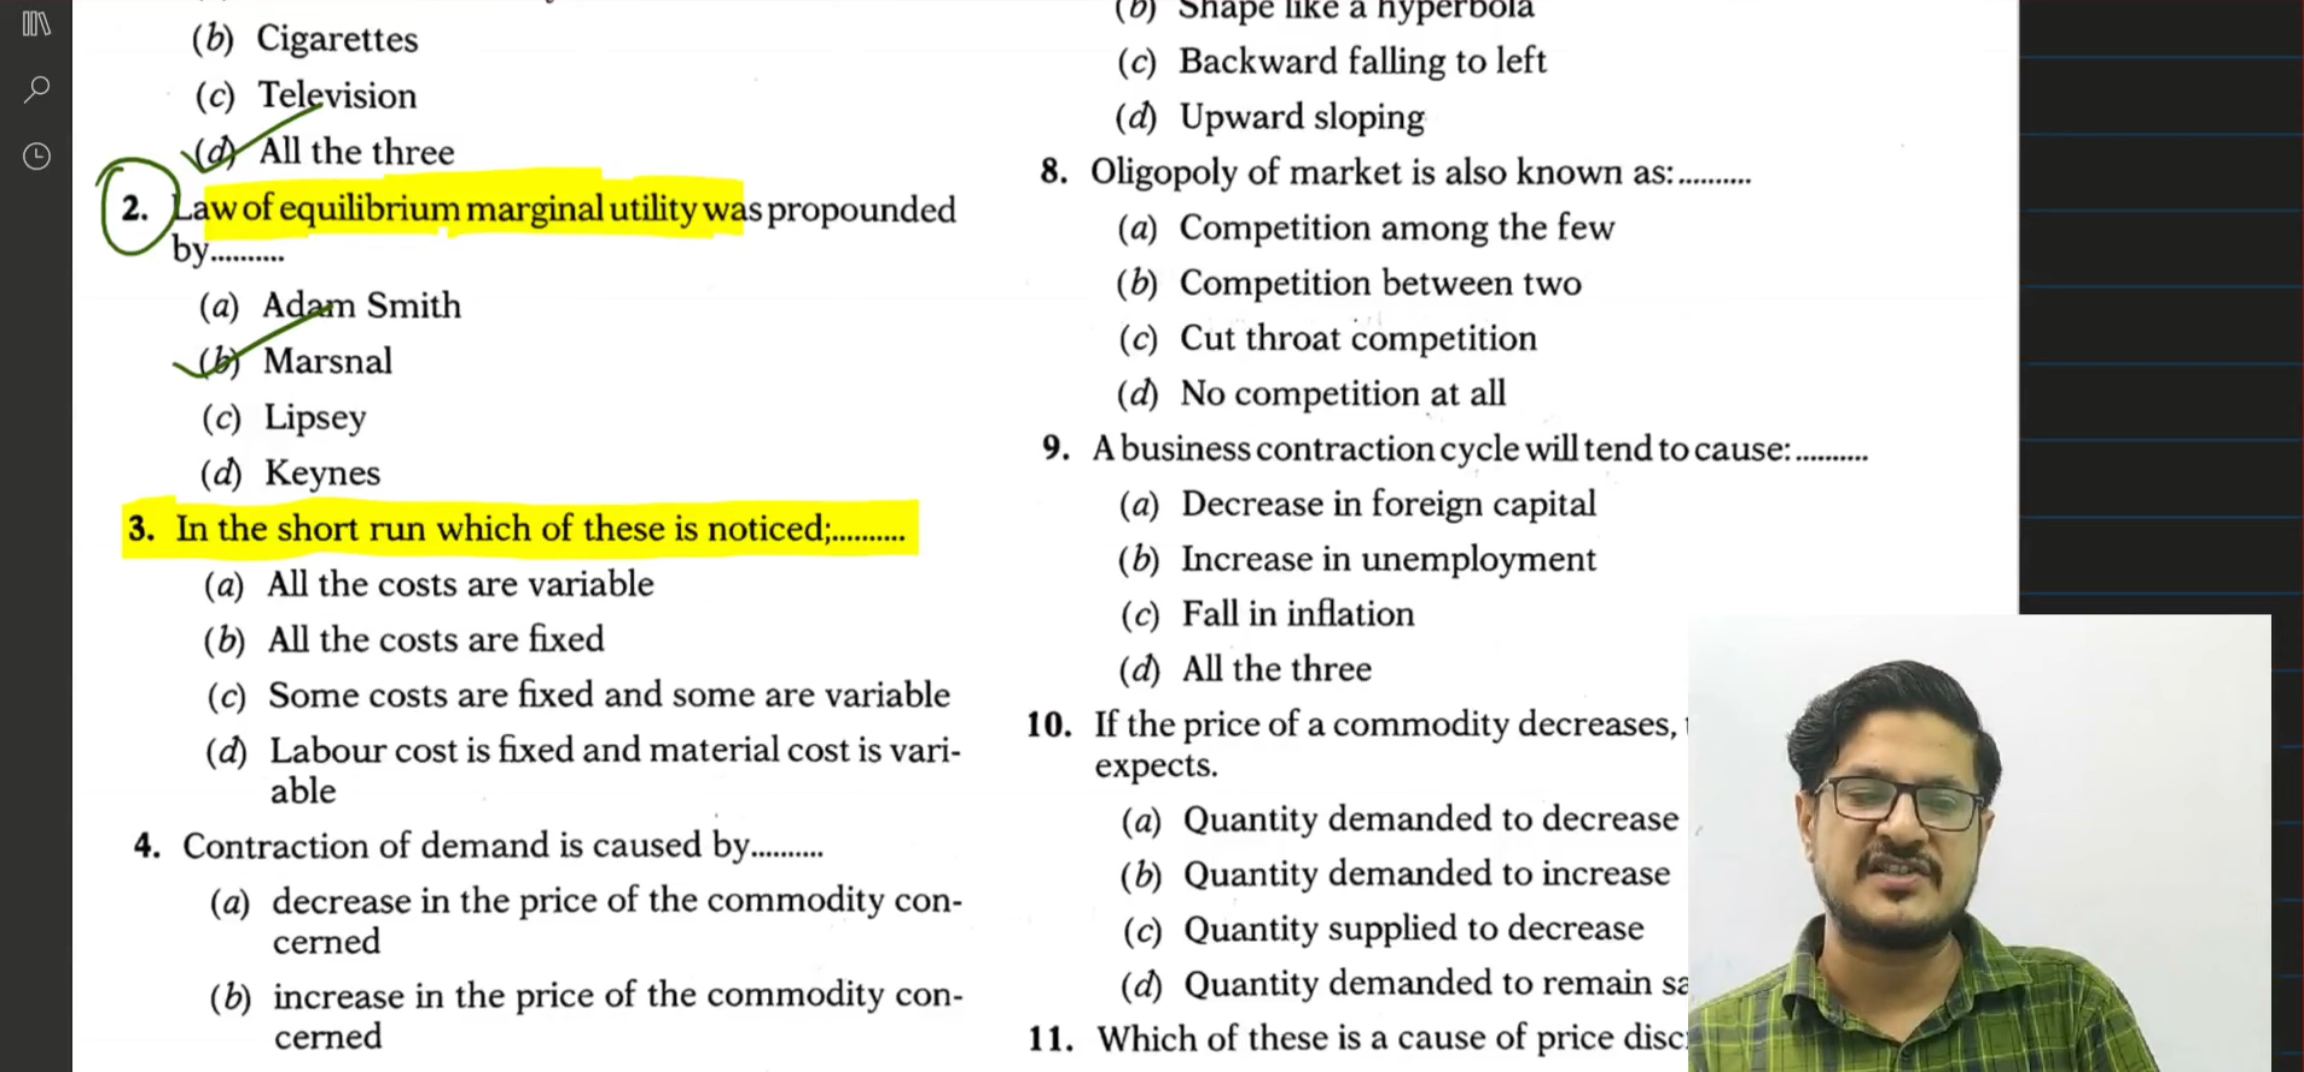 (b) Cigarettes
(c) Television
(d) All the three
2. Law of equilibrium marginal utility was propounded
by..........
(a) Adam Smith
(b) Marsnal
(c) Lipsey
(d) Keynes
3. In the short run which of these is noticed;..........
(a) All the costs are variable
(b) All the costs are fixed
(c) Some costs are fixed and some are variable
(d) Labour cost is fixed and material cost is vari-
able
4. Contraction of demand is caused by..........
(a) decrease in the price of the commodity con-
cerned
(b) increase in the price of the commodity con-
cerned
(b) Shape like a hyperbola
(c) Backward falling to left
(d) Upward sloping
8. Oligopoly of market is also known as:..........
(a) Competition among the few
(b) Competition between two
(c) Cut throat competition
(d) No competition at all
9. A business contraction cycle will tend to cause:..........
(a) Decrease in foreign capital
(b) Increase in unemployment
(c) Fall in inflation
(d) All the three
10. If the price of a commodity decreases,
expects.
(a) Quantity demanded to decrease
(b) Quantity demanded to increase
(c) Quantity supplied to decrease
(d) Quantity demanded to remain
11. Which of these is a cause of price